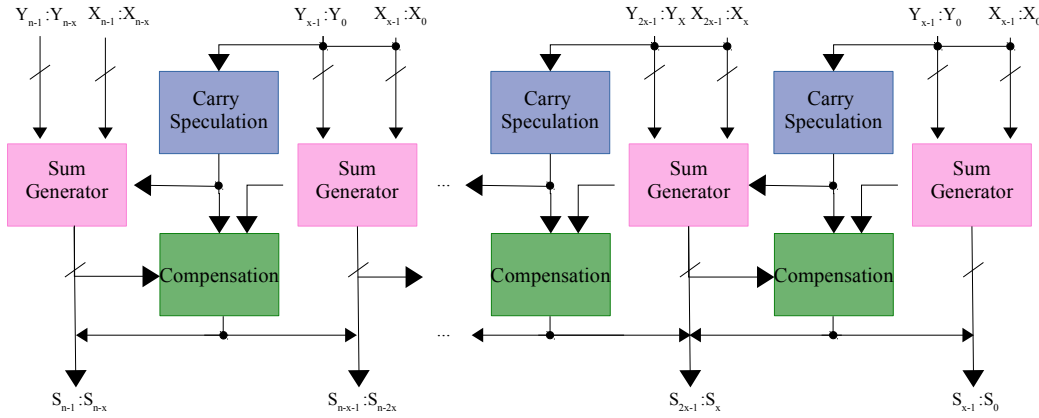 Yn-1 :Yn-x Xn-1 :Xn-x Yx-1 :Y0 Xx-1 :X0 Y2x-1 :YX X2x-1 :Xx Yx-1 :Y0 Xx-1 :X0
Carry Speculation
Carry Speculation
Carry Speculation
Sum Generator
Sum Generator
Sum Generator
Sum Generator
...
Compensation
Compensation
Compensation
...
Sn-1 :Sn-x Sn-x-1 :Sn-2x S2x-1 :Sx Sx-1 :S0